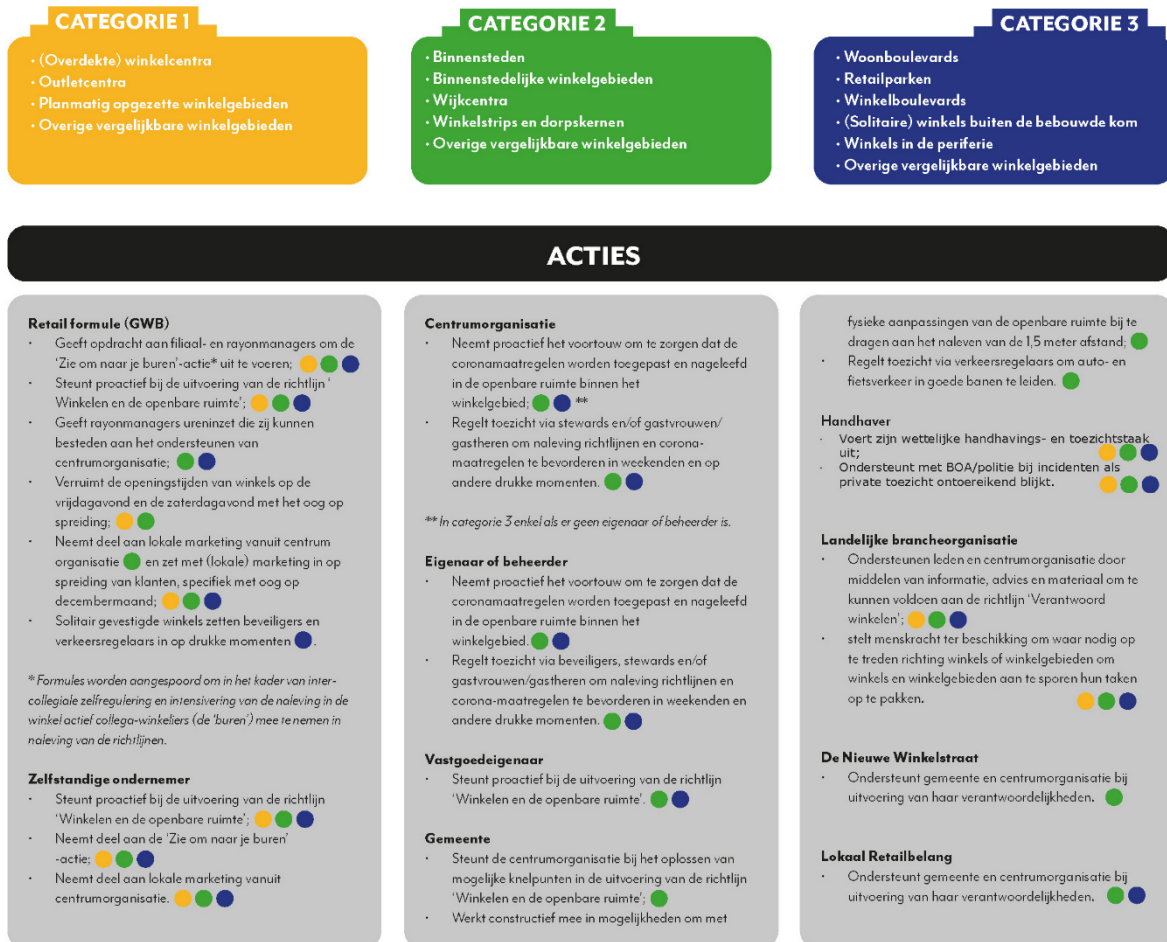 CATEGORIE 1
• (Overdekte) winkelcentra
• Outletcentra
• Planmatig opgezette winkelgebieden
• Overige vergelijkbare winkelgebieden
CATEGORIE 2
• Binnensteden
• Binnenstedelijke winkelgebieden
• Wijkcentra
• Winkelstrips en dorpskernen
• Overige vergelijkbare winkelgebieden
CATEGORIE 3
• Woonboulevards
• Retailparken
• Winkelboulevards
• (Solitaire) winkels buiten de bebouwde kom
• Winkels in de periferie
• Overige vergelijkbare winkelgebieden
ACTIES
Retail formule (GWB)
· Geeft opdracht aan filiaal- en rayonmanagers om de
'Zie om naar je buren'-actie* uit te voeren;
· Steunt proactief bij de uitvoering van de richtlijn '
Winkelen en de openbare ruimte';
· Geeft rayonmanagers ureninzet die zij kunnen
besteden aan het ondersteunen van
centrumorganisatie;
· Verruimt de openingstijden van winkels op de
vrijdagavond en de zaterdagavond met het oog op
spreiding;
· Neemt deel aan lokale marketing vanuit centrum
organisatie en zet met (lokale) marketing in op
spreiding van klanten, specifiek met oog op
decembermaand;
· Solitair gevestigde winkels zetten beveiligers en
verkeersregelaars in op drukke momenten .
* Formules worden aangespoord om in het kader van inter-
collegiale zelfregulering en intensivering van de naleving in de
winkel actief collega-winkeliers (de 'buren') mee te nemen in
naleving van de richtlijnen.
Zelfstandige ondernemer
· Steunt proactief bij de uitvoering van de richtlijn
'Winkelen en de openbare ruimte';
· Neemt deel aan de 'Zie om naar je buren'
-actie;
· Neemt deel aan lokale marketing vanuit
centrumorganisatie.
Centrumorganisatie
· Neemt proactief het voortouw om te zorgen dat de
coronamaatregelen worden toegepast en nageleefd
in de openbare ruimte binnen het
winkelgebied; **
· Regelt toezicht via stewards en/of gastvrouwen/
gastheren om naleving richtlijnen en corona-
maatregelen te bevorderen in weekenden en op
andere drukke momenten.
** In categorie 3 enkel als er geen eigenaar of beheerder is.
Eigenaar of beheerder
· Neemt proactief het voortouw om te zorgen dat de
coronamaatregelen worden toegepast en nageleefd
in de openbare ruimte binnen het
winkelgebied.
· Regelt toezicht via beveiligers, stewards en/of
gastvrouwen/gastheren om naleving richtlijnen en
corona-maatregelen te bevorderen in weekenden en
andere drukke momenten.
Vastgoedeigenaar
· Steunt proactief bij de uitvoering van de richtlijn
'Winkelen en de openbare ruimte'.
Gemeente
· Steunt de centrumorganisatie bij het oplossen van
mogelijke knelpunten in de uitvoering van de richtlijn
'Winkelen en de openbare ruimte';
· Werkt constructief mee in mogelijkheden om met
fysieke aanpassingen van de openbare ruimte bij te
dragen aan het naleven van de 1,5 meter afstand;
· Regelt toezicht via verkeersregelaars om auto- en
fietsverkeer in goede banen te leiden.
Handhaver
· Voert zijn wettelijke handhavings- en toezichtstaak
uit;
· Ondersteunt met BOA/politie bij incidenten als
private toezicht ontoereikend blijkt.
Landelijke brancheorganisatie
· Ondersteunen leden en centrumorganisatie door
middelen van informatie, advies en materiaal om te
kunnen voldoen aan de richtlijn 'Verantwoord
winkelen';
· stelt menskracht ter beschikking om waar nodig op
te treden richting winkels of winkelgebieden om
winkels en winkelgebieden aan te sporen hun taken
op te pakken.
De Nieuwe Winkelstraat
· Ondersteunt gemeente en centrumorganisatie bij
uitvoering van haar verantwoordelijkheden.
Lokaal Retailbelang
· Ondersteunt gemeente en centrumorganisatie bij
uitvoering van haar verantwoordelijkheden.